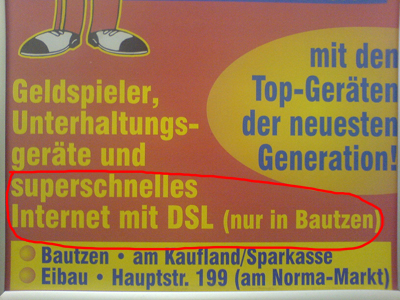 Geldspieler,
Unterhaltungs-
geräte und
superschnelles
Internet mit DSL (nur in Bautzen)
mit den
Top-Geräten
der neuesten
Generation!
Bautzen • am Kaufland/Sparkasse
Eibau • Hauptstr. 199 (am Norma-Markt)